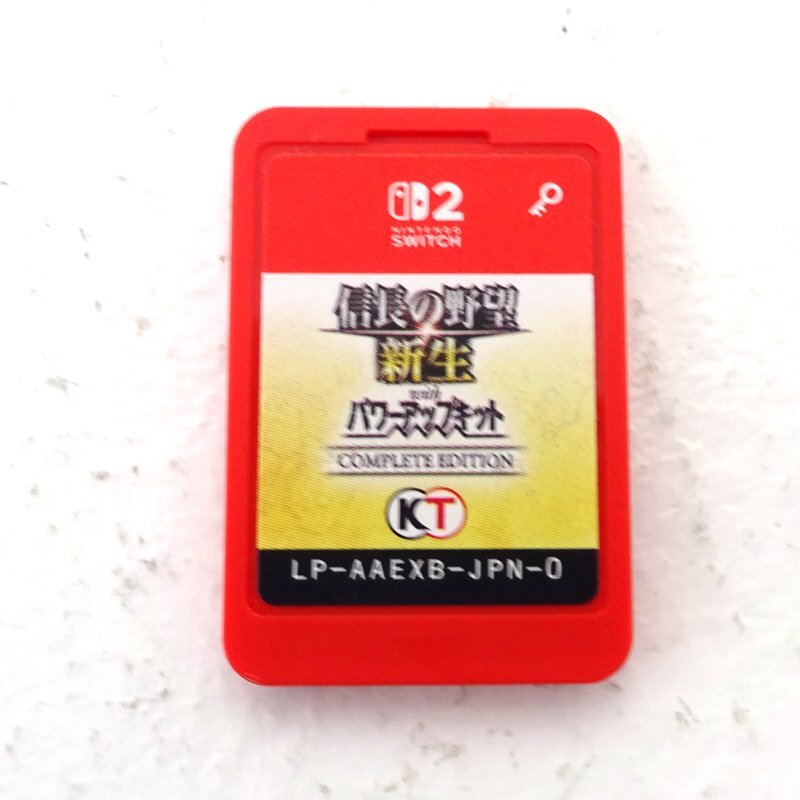 2
NINTENDO
SWITCH
信長の野望
新生
with
パワーアップキット
COMPLETE EDITION
KT
LP-AAEXB-JPN-0